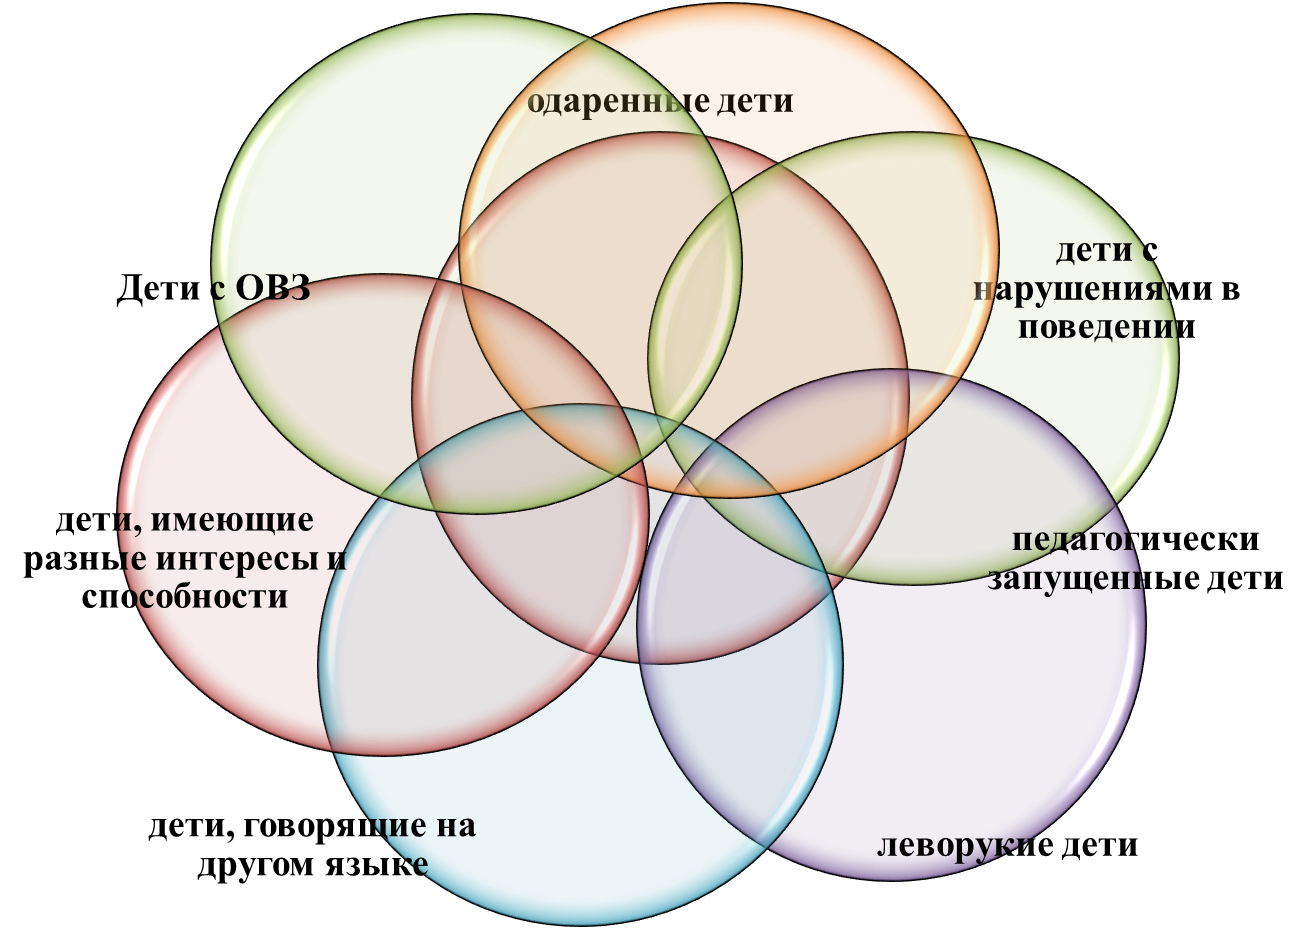 одаренные дети
дети с
нарушениями в
поведении
Дети с ОВЗ
дети, имеющие
разные интересы и
способности
педагогически
запущенные дети
дети, говорящие на
другом языке
леворукие дети